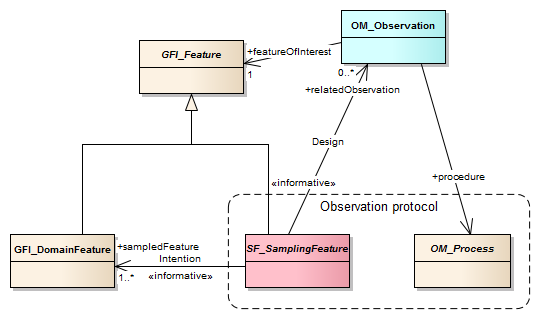 OM_Observation
GFI_Feature
+featureOfInterest
1
0..*
+relatedObservation
Design
+procedure
«informative»
Observation protocol
GFI_DomainFeature
+sampledFeature
Intention
1..*
«informative»
SF_SamplingFeature
OM_Process